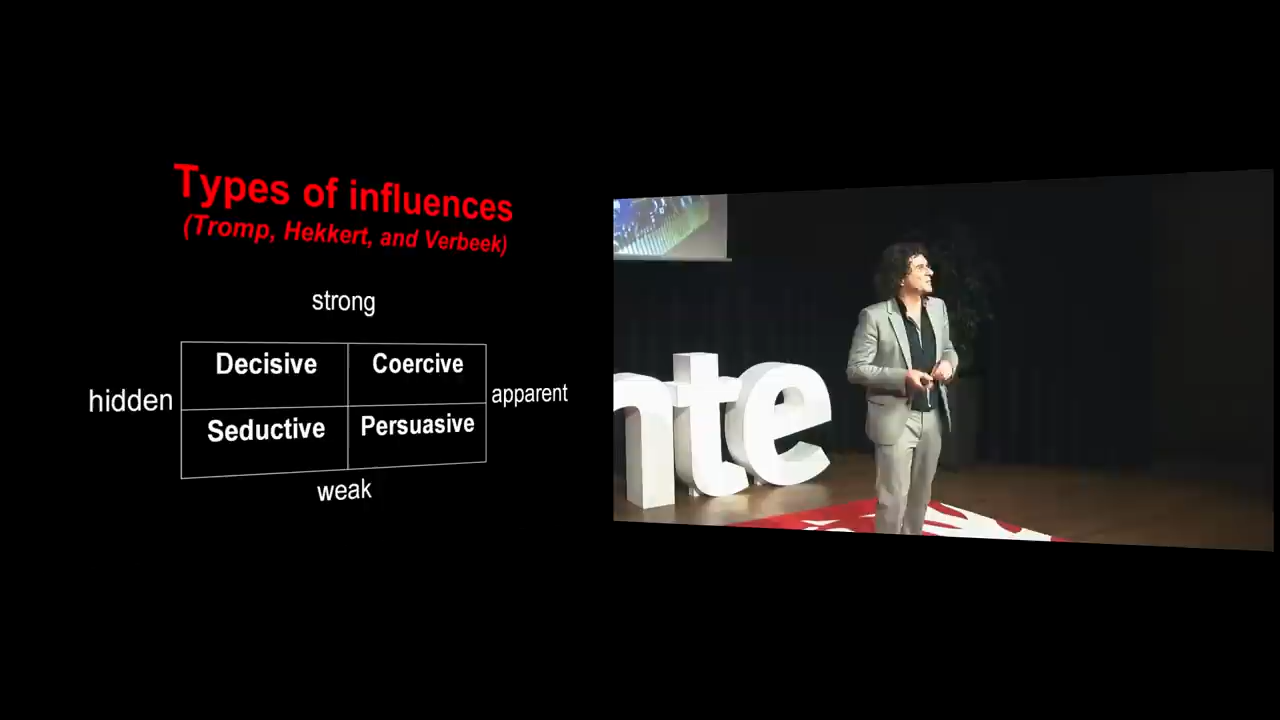 Types of influences
(Tromp, Hekkert, and Verbeek)
strong
Decisive Coercive
hidden apparent
Seductive Persuasive
weak
nte